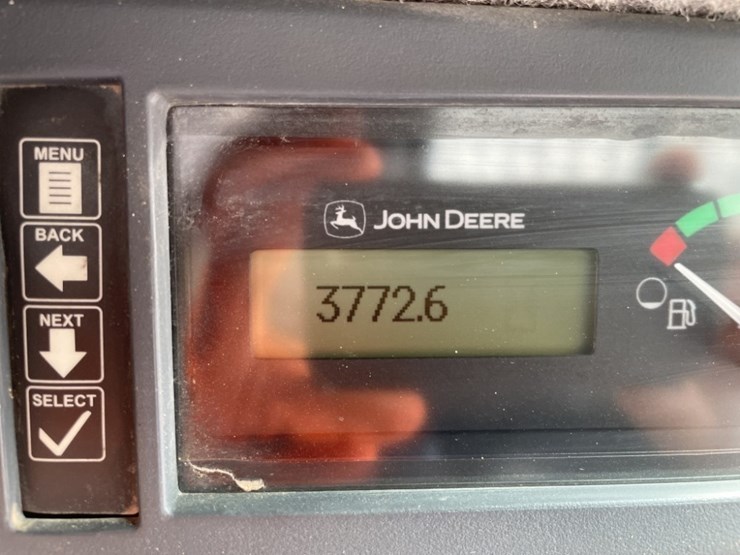 MENU
BACK
NEXT
SELECT
JOHN DEERE
3772.6